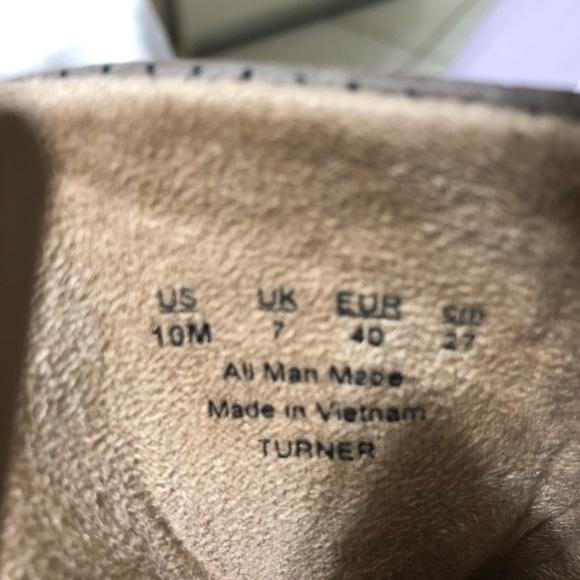 US UK EUR cm
10M 7 40 27
All Man Made
Made in Vietnam
TURNER